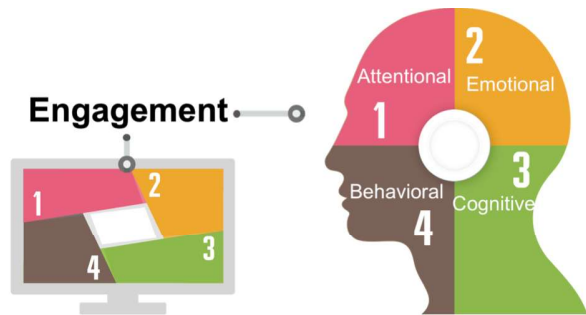 Engagement
1
2
3
4
Attentional
1
2
Emotional
3
Cognitive
Behavioral
4